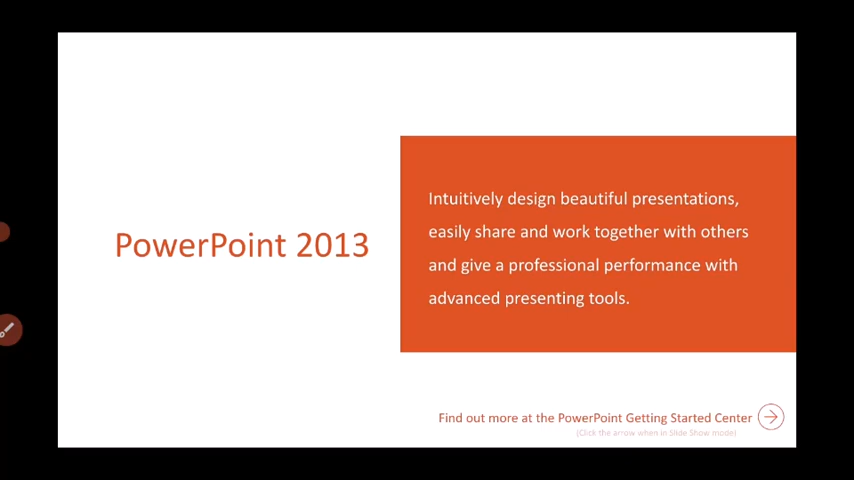 PowerPoint 2013
Intuitively design beautiful presentations,
easily share and work together with others
and give a professional performance with
advanced presenting tools.
Find out more at the PowerPoint Getting Started Center
(Click the arrow when in Slide Show mode)